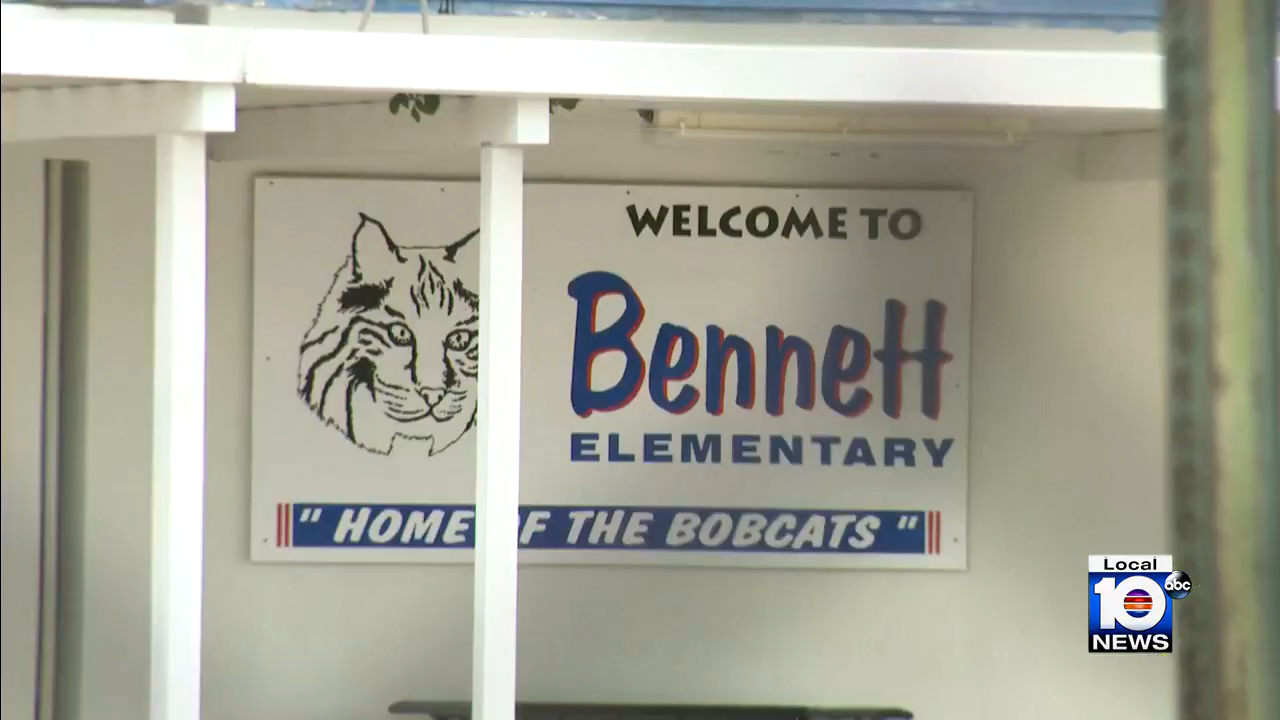 WELCOME TO
Bennett
ELEMENTARY
" HOME OF THE BOBCATS "
Local
10 abc
NEWS